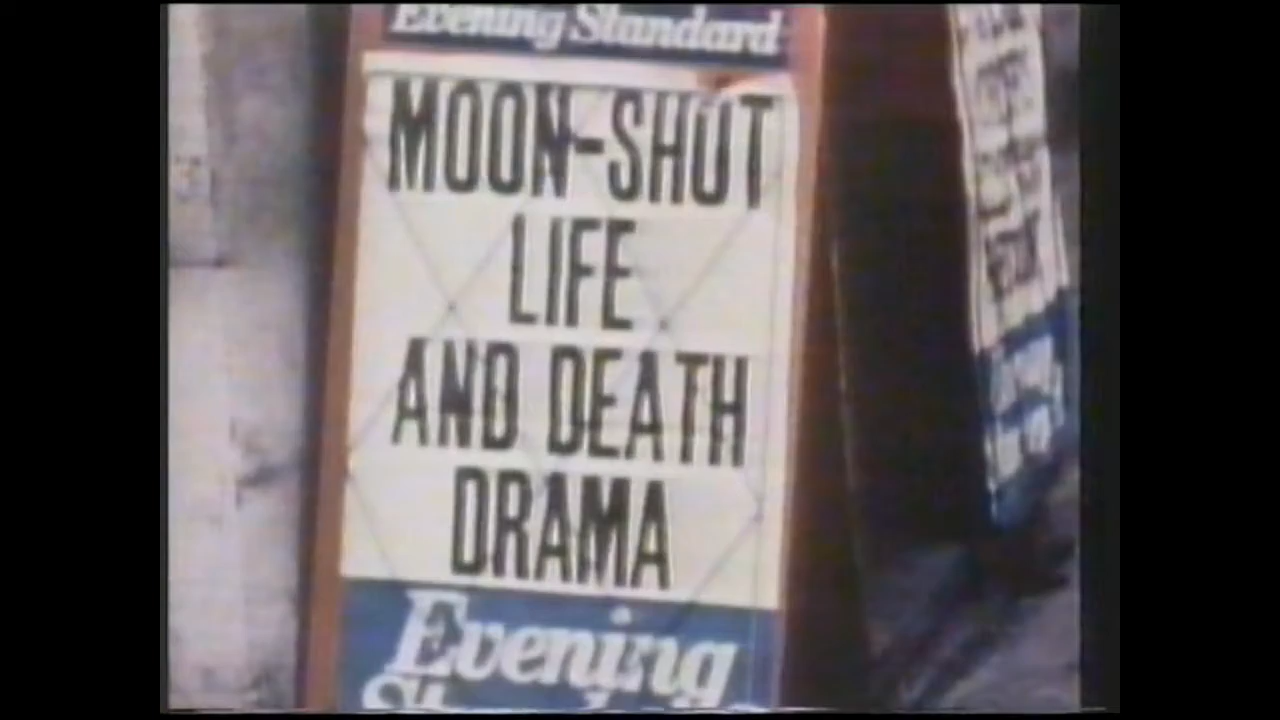 Evening Standard
MOON-SHOT
LIFE
AND DEATH
DRAMA
Evening